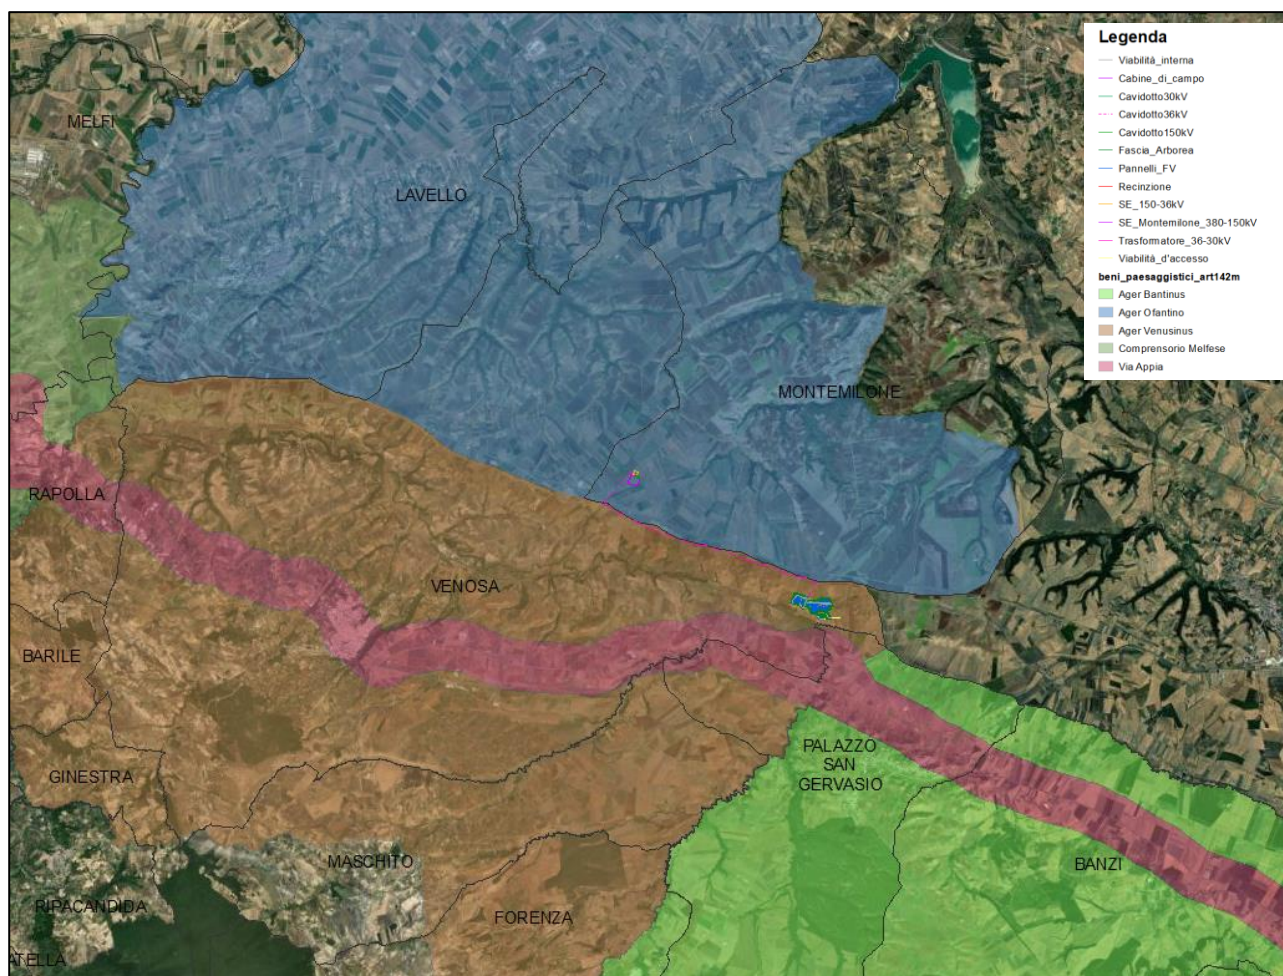 Legenda
Viabilità_interna
Cabine_di_campo
Cavidotto30kV
Cavidotto36kV
Cavidotto150kV
Fascia_Arborea
Pannelli_FV
Recinzione
SE_150-36kV
SE_Montemilone_380-150kV
Trasformatore_36-30kV
Viabilità_d'accesso
beni_paesaggistici_art142m
Ager Bantinus
Ager Ofantino
Ager Venusinus
Comprensorio Melfese
Via Appia
MELFI
LAVELLO
MONTEMILONE
RAPOLLA
VENOSA
BARILE
GINESTRA
PALAZZO
SAN
GERVASIO
MASCHITO
BANZI
RIPACANDIDA
FORENZA
ATELLA